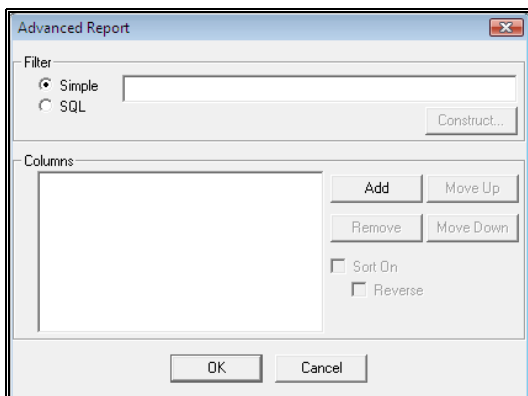 Advanced Report
Filter
Simple
SQL
Construct...
Columns
Add
Move Up
Remove
Move Down
Sort On
Reverse
OK
Cancel